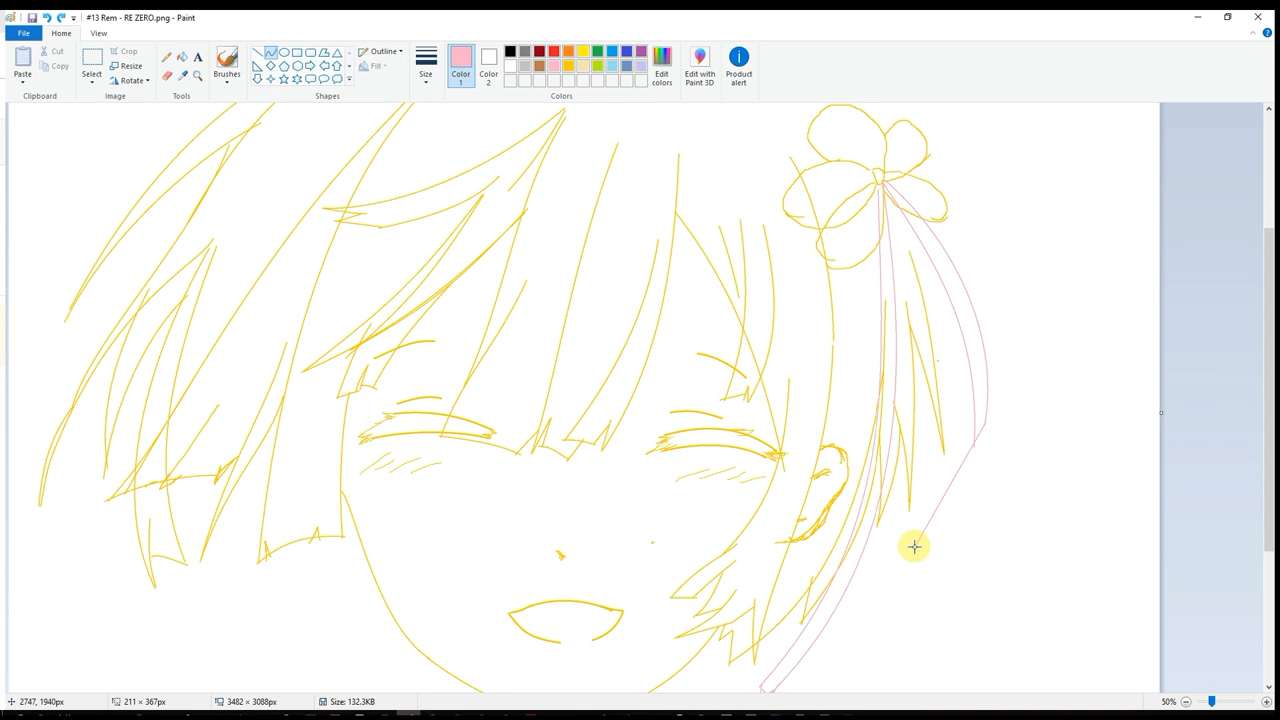 #13 Rem - RE ZERO.png - Paint
File
Home
View
Paste
Cut
Copy
Clipboard
Select
Crop
Resize
Rotate
Image
A
Tools
Brushes
Outline
Fill
Shapes
Size
Color
1
Color
2
Edit
colors
Colors
Edit with
Paint 3D
Product
alert
2747, 1940px
211 × 367px
3482 × 3088px
Size: 132.3KB
50%